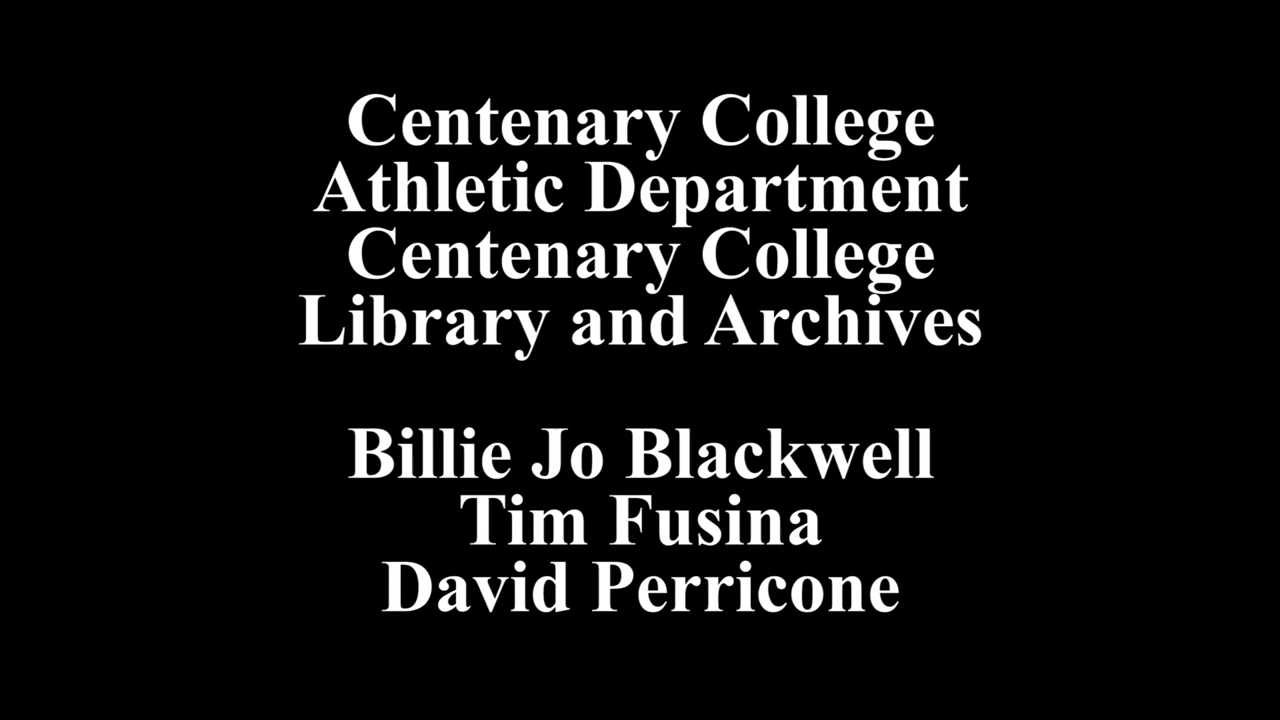 Centenary College
Athletic Department
Centenary College
Library and Archives
Billie Jo Blackwell
Tim Fusina
David Perricone